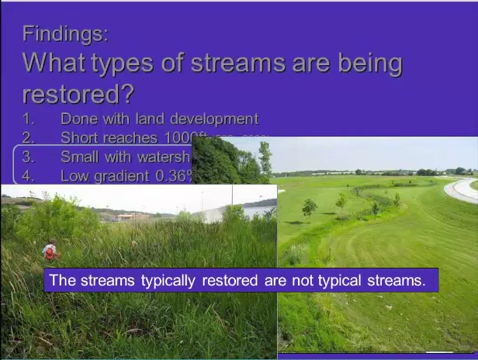 Findings:
What types of streams are being
restored?
1. Done with land development
2. Short reaches 1000ft
3. Small with watersh
4. Low gradient 0.36%
The streams typically restored are not typical streams.